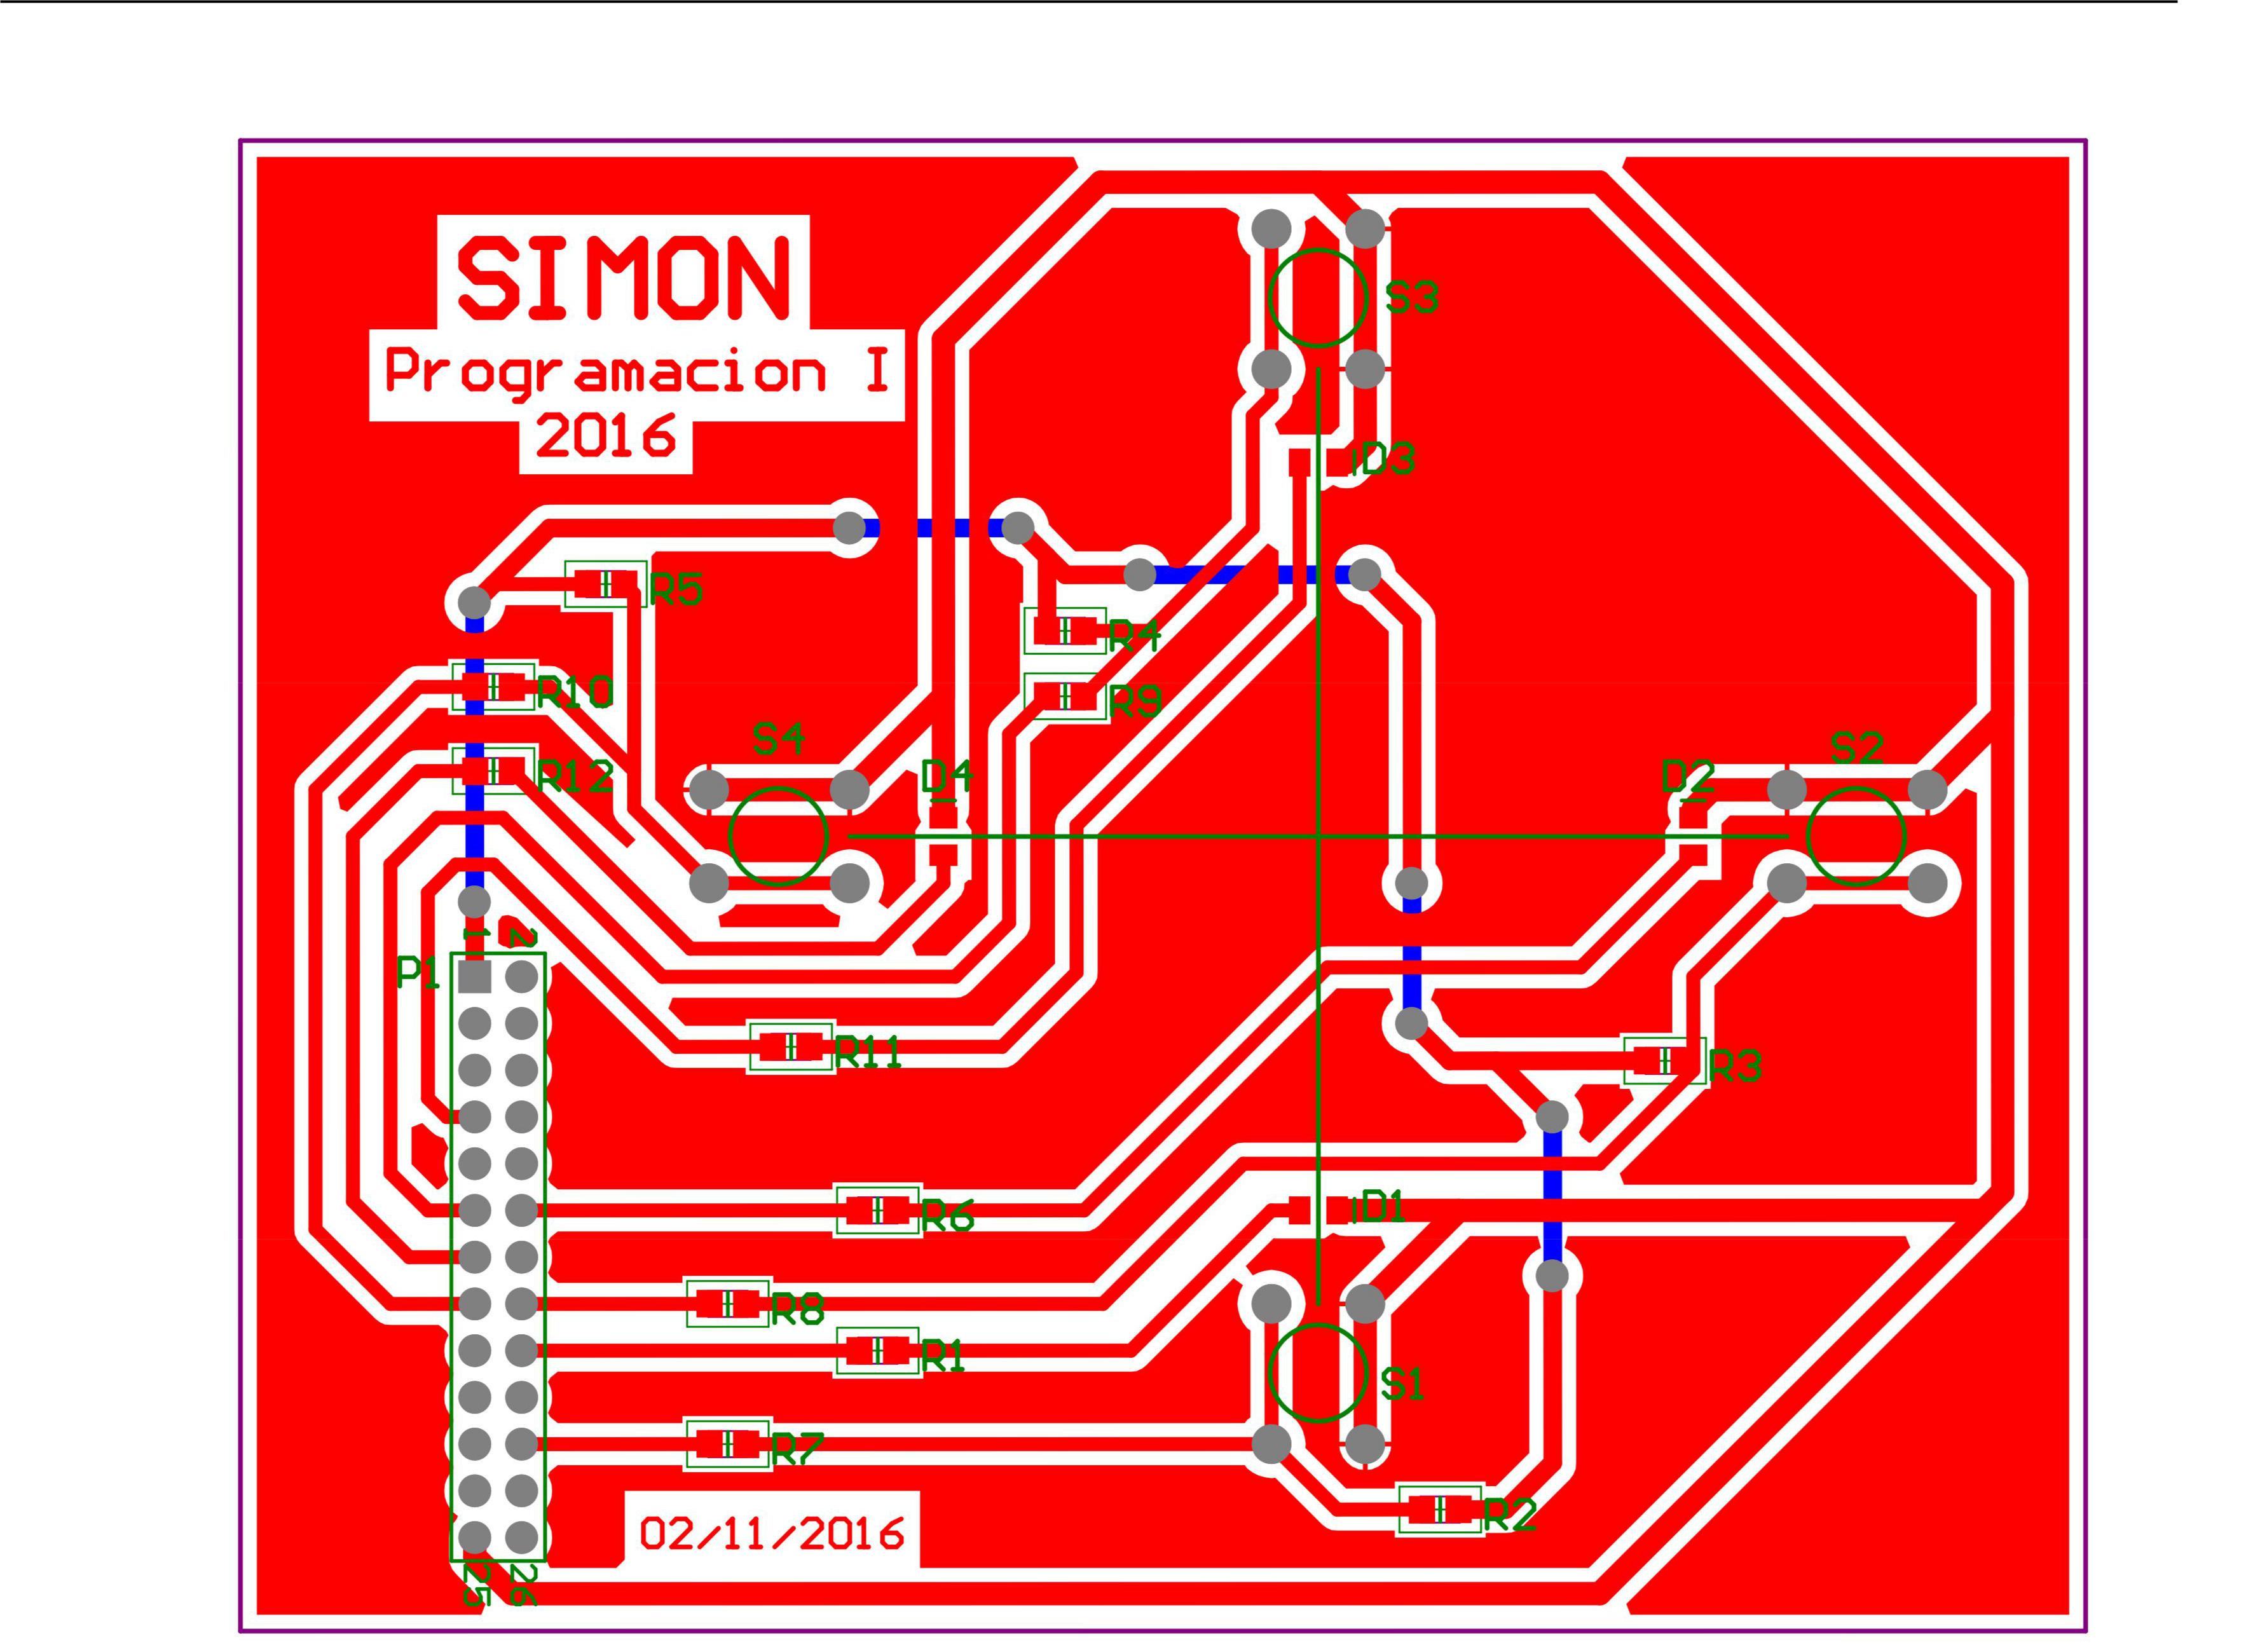 SIMON
Programacion I
2016
S3
D3
R5
R4
R10
R9
S4
S2
R12
D4
D2
1 2
P1
R11
R3
R6
D1
R8
R1
S1
R7
R2
02/11/2016
25 26